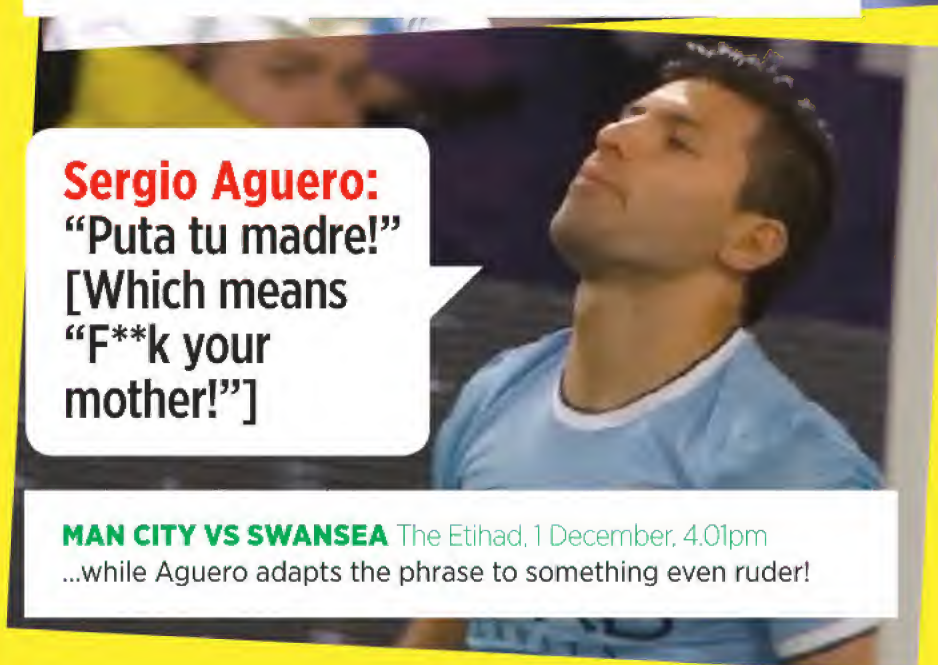 Sergio Aguero:
“Puta tu madre!”
[Which means
“F**k your
mother!”]
MAN CITY VS SWANSEA The Etihad, 1 December, 4.01pm
...while Aguero adapts the phrase to something even ruder!